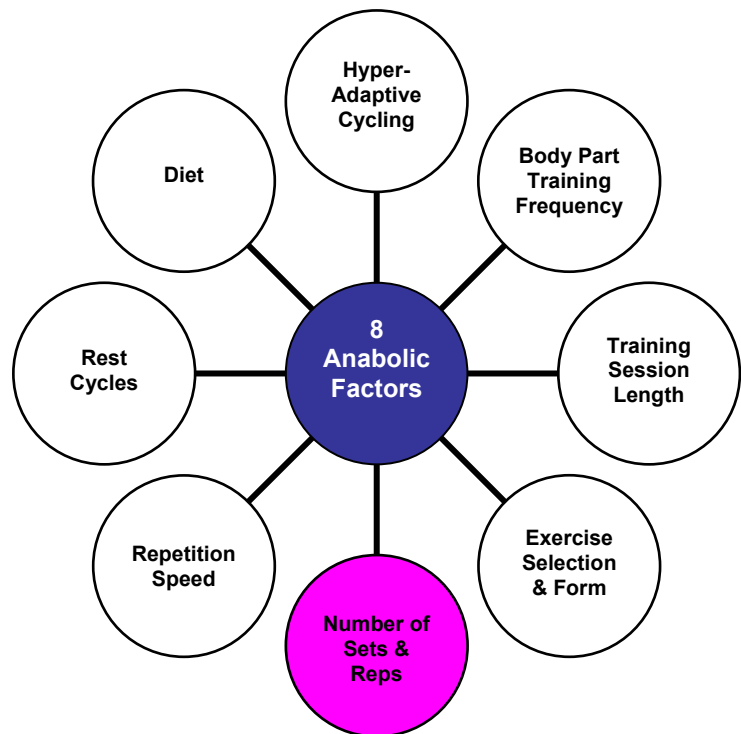 Hyper-
Adaptive
Cycling
Body Part
Training
Frequency
Training
Session
Length
Exercise
Selection
& Form
Number of
Sets &
Reps
Repetition
Speed
Rest
Cycles
Diet
8
Anabolic
Factors